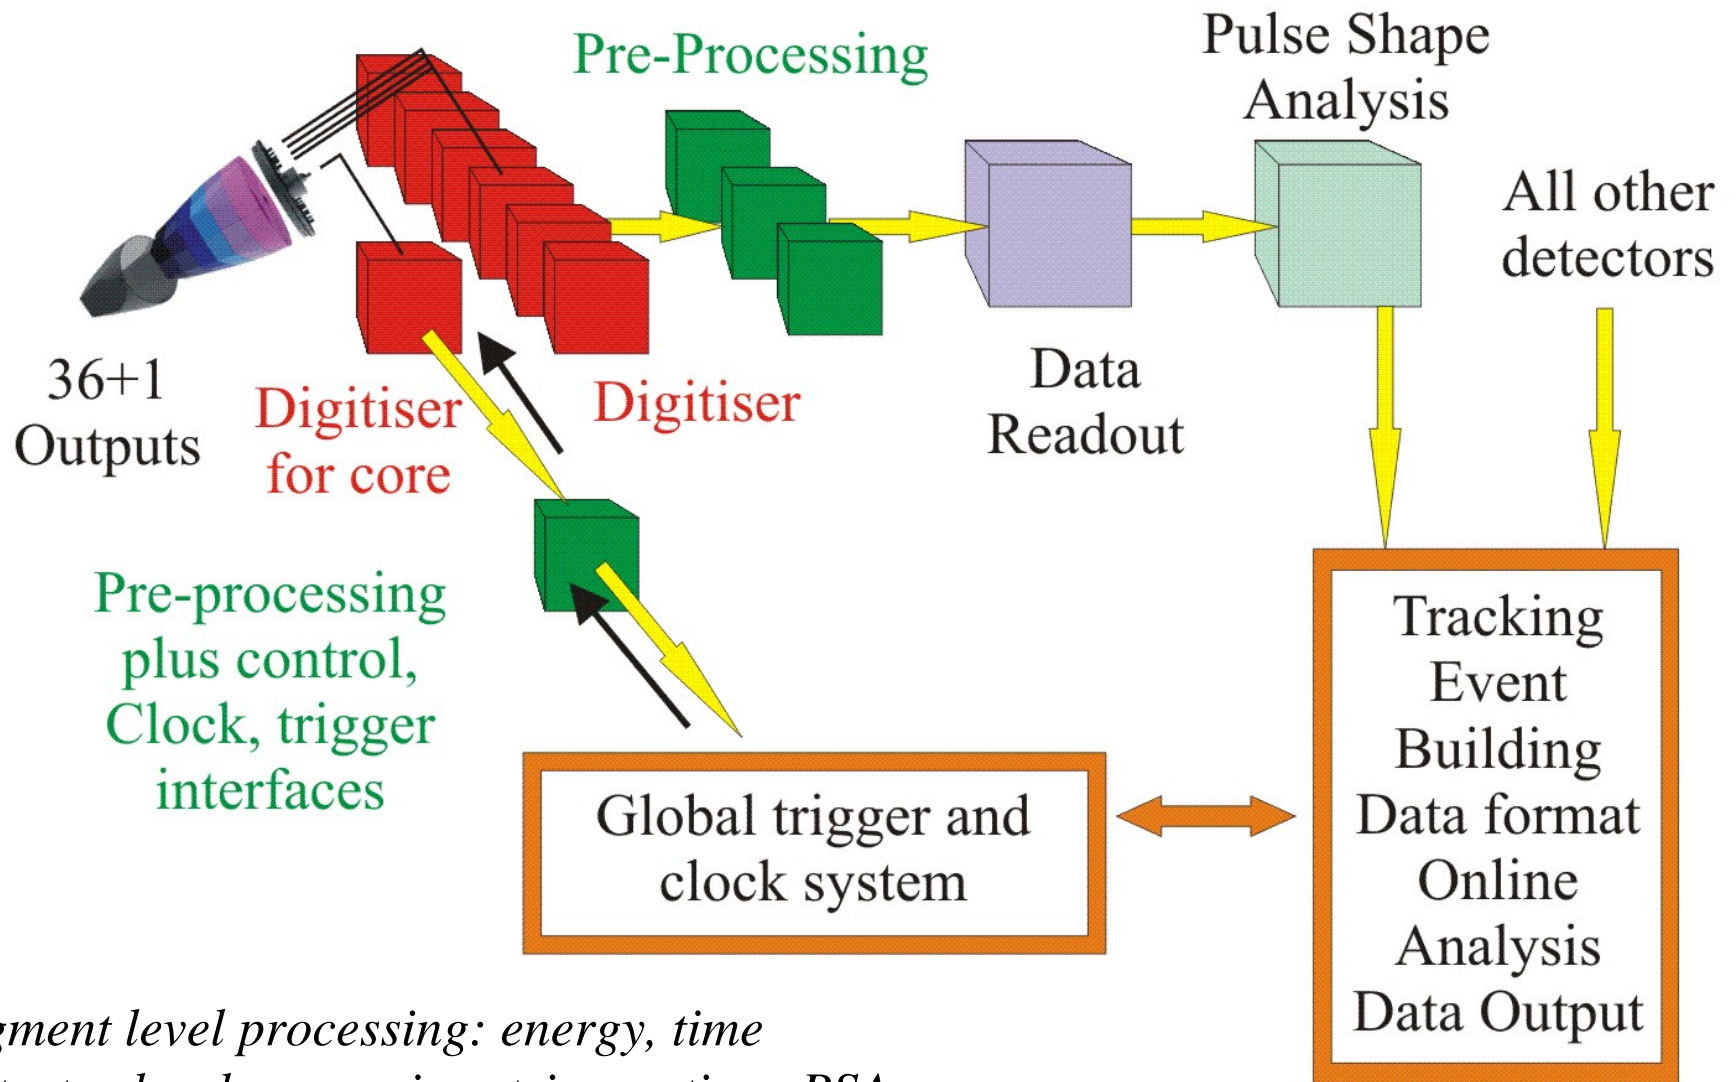 Pre-Processing
Pulse Shape
Analysis
All other
detectors
36+1
Outputs
Digitiser
for core
Digitiser
Data
Readout
Pre-processing
plus control,
Clock, trigger
interfaces
Global trigger and
clock system
Tracking
Event
Building
Data format
Online
Analysis
Data Output
level processing: energy, time